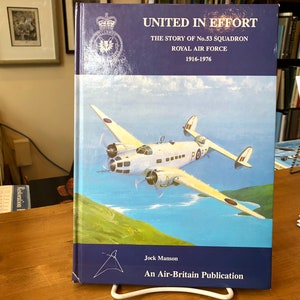 UNITED IN EFFORT
THE STORY OF No.53 SQUADRON
ROYAL AIR FORCE
1916-1976
Jock Manson
An Air-Britain Publication